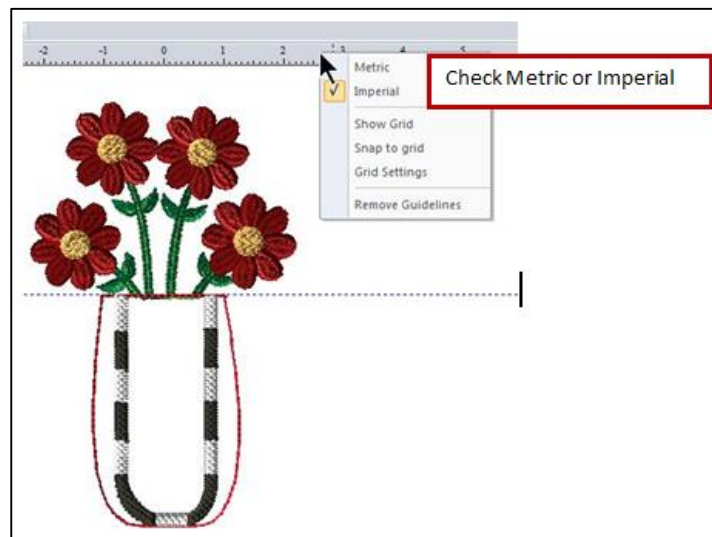 -2 -1 0 1 2 3 4 5
Metric
Check Metric or Imperial
Imperial
Show Grid
Snap to grid
Grid Settings
Remove Guidelines